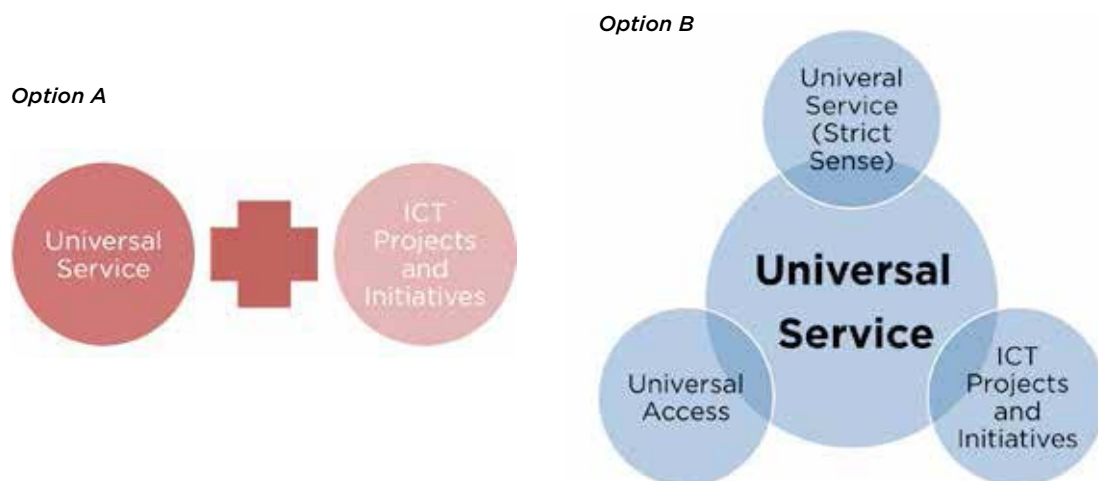 Option A
Universal
Service
ICT
Projects
and
Initiatives
Option B
Univeral
Service
(Strict
Sense)
Universal
Service
Universal
Access
ICT
Projects
and
Initiatives